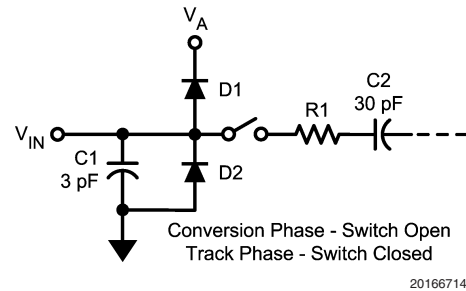 VA
D1
C2
30 pF
R1
VIN
C1
3 pF
D2
Conversion Phase - Switch Open
Track Phase - Switch Closed
20166714